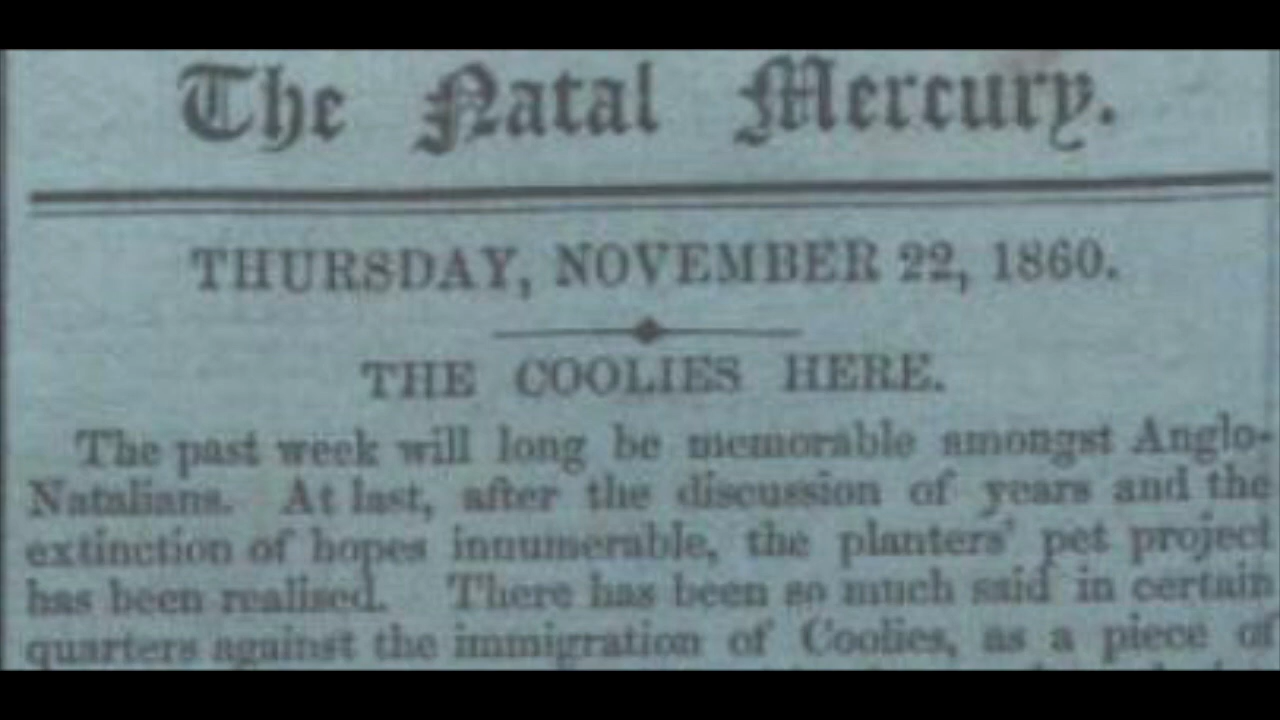 The Natal Mercury.
THURSDAY, NOVEMBER 22, 1860.
THE COOLIES HERE.
The past week will long be memorable amongst Anglo-
Natalians. At last, after the discussion of years and the
extinction of hopes innumerable, the planters' pet project
has been realised. There has been so much said in certain
quarters against the immigration of Coolies, as a piece of